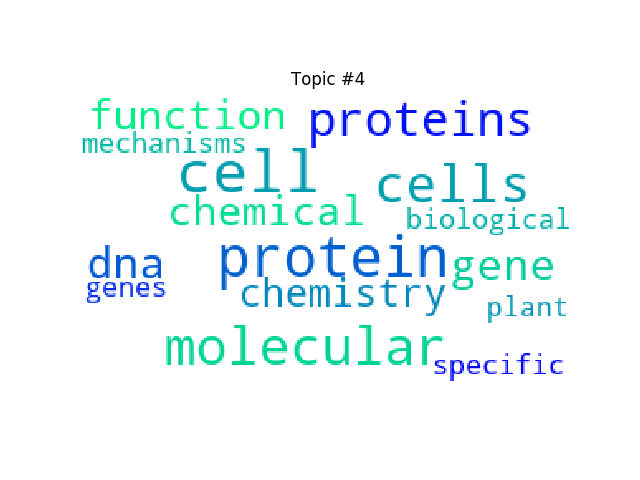 Topic #4
function proteins
mechanisms
cell cells
chemical biological
protein
dna gene
genes chemistry plant
molecular specific